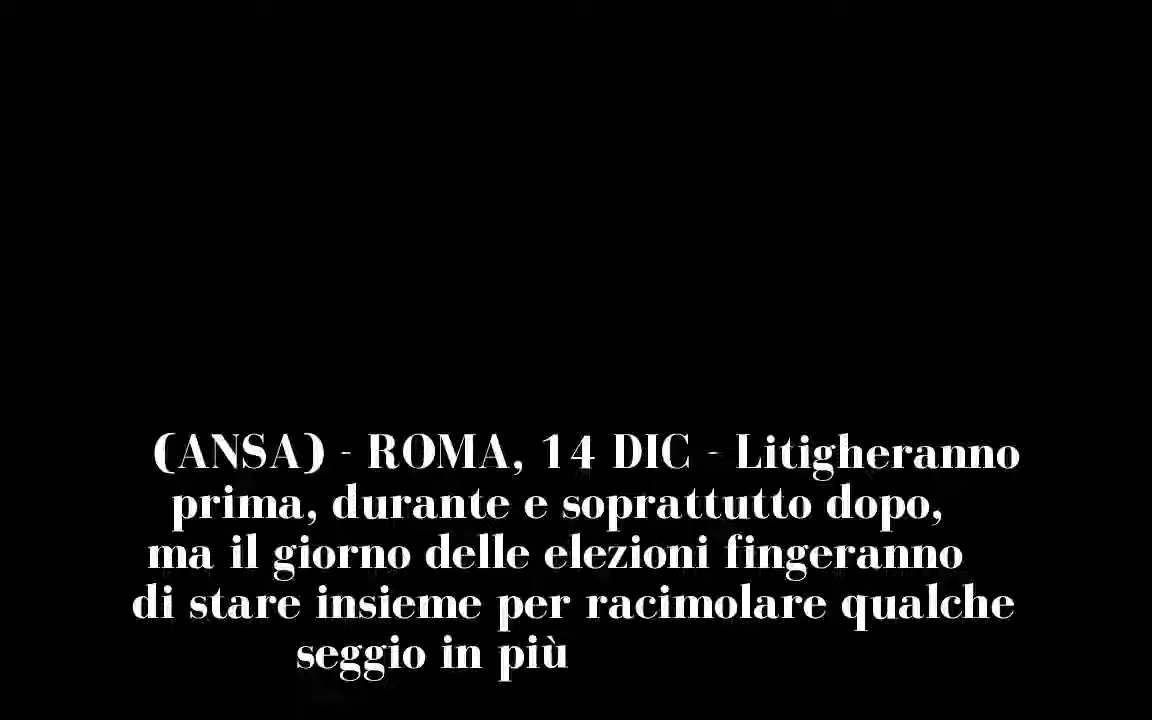 (ANSA) - ROMA, 14 DIC - Litigheranno
prima, durante e soprattutto dopo,
ma il giorno delle elezioni fingeranno
di stare insieme per racimolare qualche
seggio in più